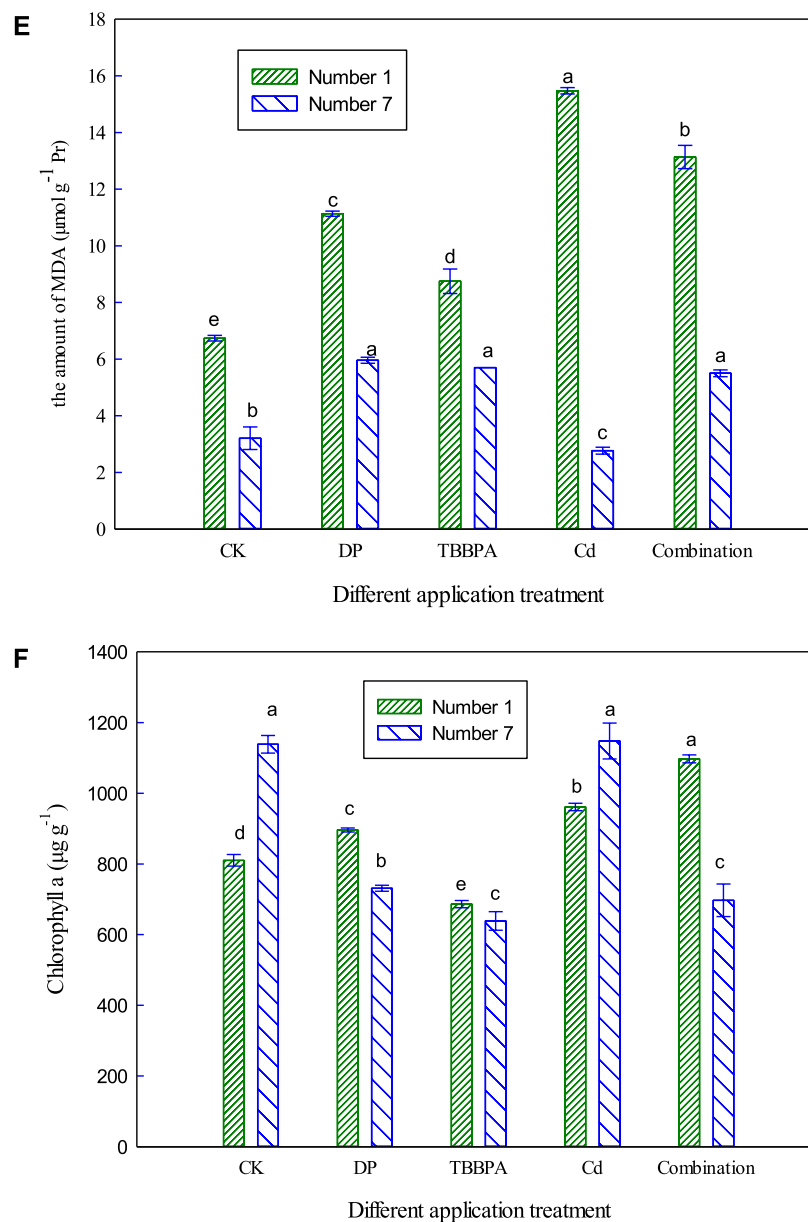 E
18
16
14
12
10
8
6
4
2
0
the amount of MDA (μmol g⁻¹ Pr)
Number 1
Number 7
e
b
c
a
d
a
a
c
b
a
CK DP TBBPA Cd Combination
Different application treatment
F
1400
1200
1000
800
600
400
200
0
Chlorophyll a (μg g⁻¹)
Number 1
Number 7
d
a
c
b
e
c
b
a
a
c
CK DP TBBPA Cd Combination
Different application treatment